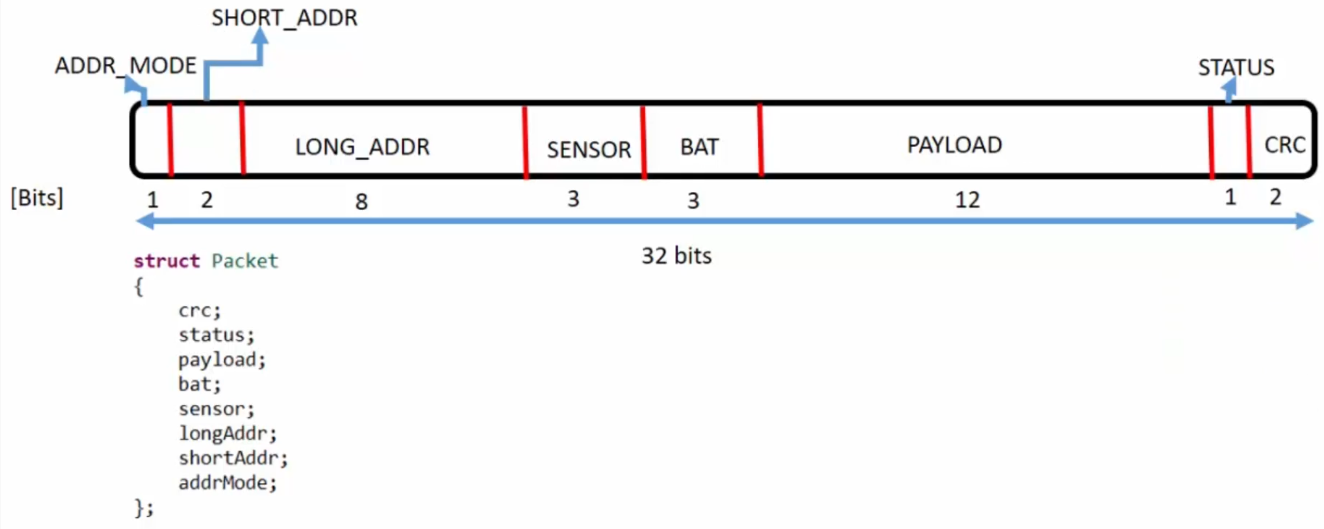 SHORT_ADDR
ADDR_MODE
STATUS
LONG_ADDR SENSOR BAT PAYLOAD CRC
[Bits] 1 2 8 3 3 12 1 2
32 bits
struct Packet
{
crc;
status;
payload;
bat;
sensor;
longAddr;
shortAddr;
addrMode;
};